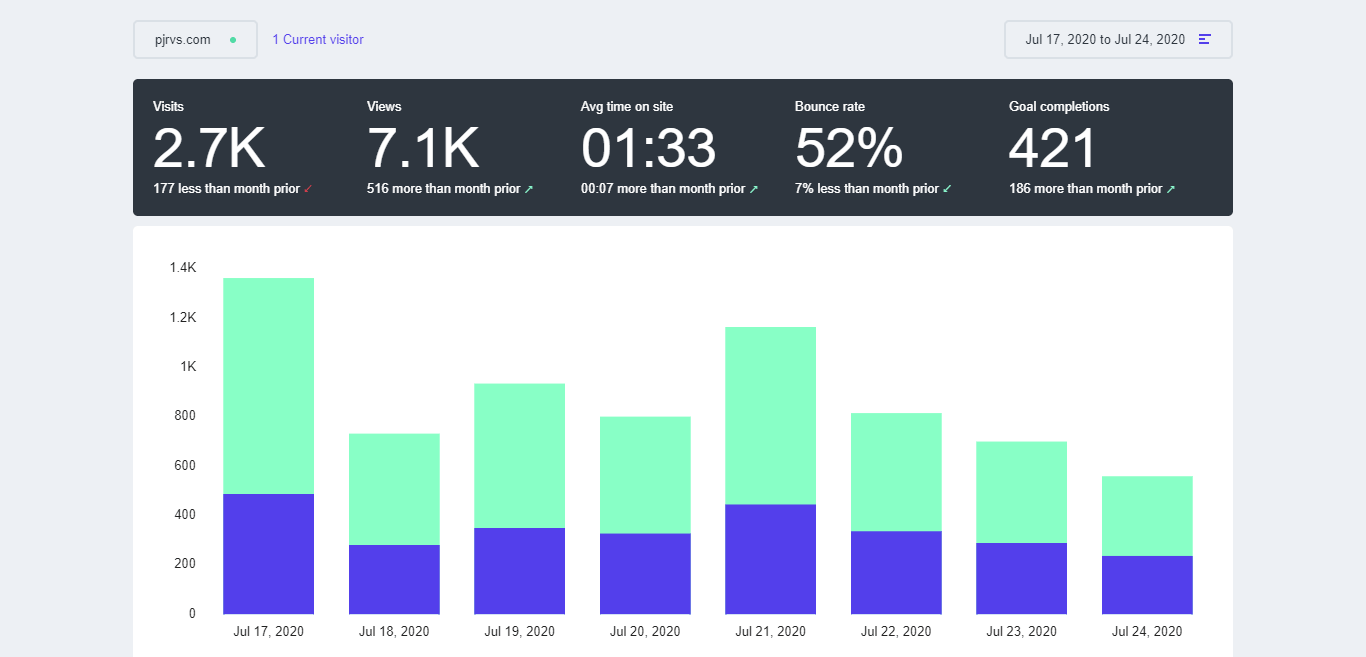 pjrvs.com
1 Current visitor
Jul 17, 2020 to Jul 24, 2020
Visits
2.7K
177 less than month prior ↙
Views
7.1K
516 more than month prior ↗
Avg time on site
01:33
00:07 more than month prior ↗
Bounce rate
52%
7% less than month prior ↙
Goal completions
421
186 more than month prior ↗
1.4K
1.2K
1K
800
600
400
200
0
Jul 17, 2020
Jul 18, 2020
Jul 19, 2020
Jul 20, 2020
Jul 21, 2020
Jul 22, 2020
Jul 23, 2020
Jul 24, 2020